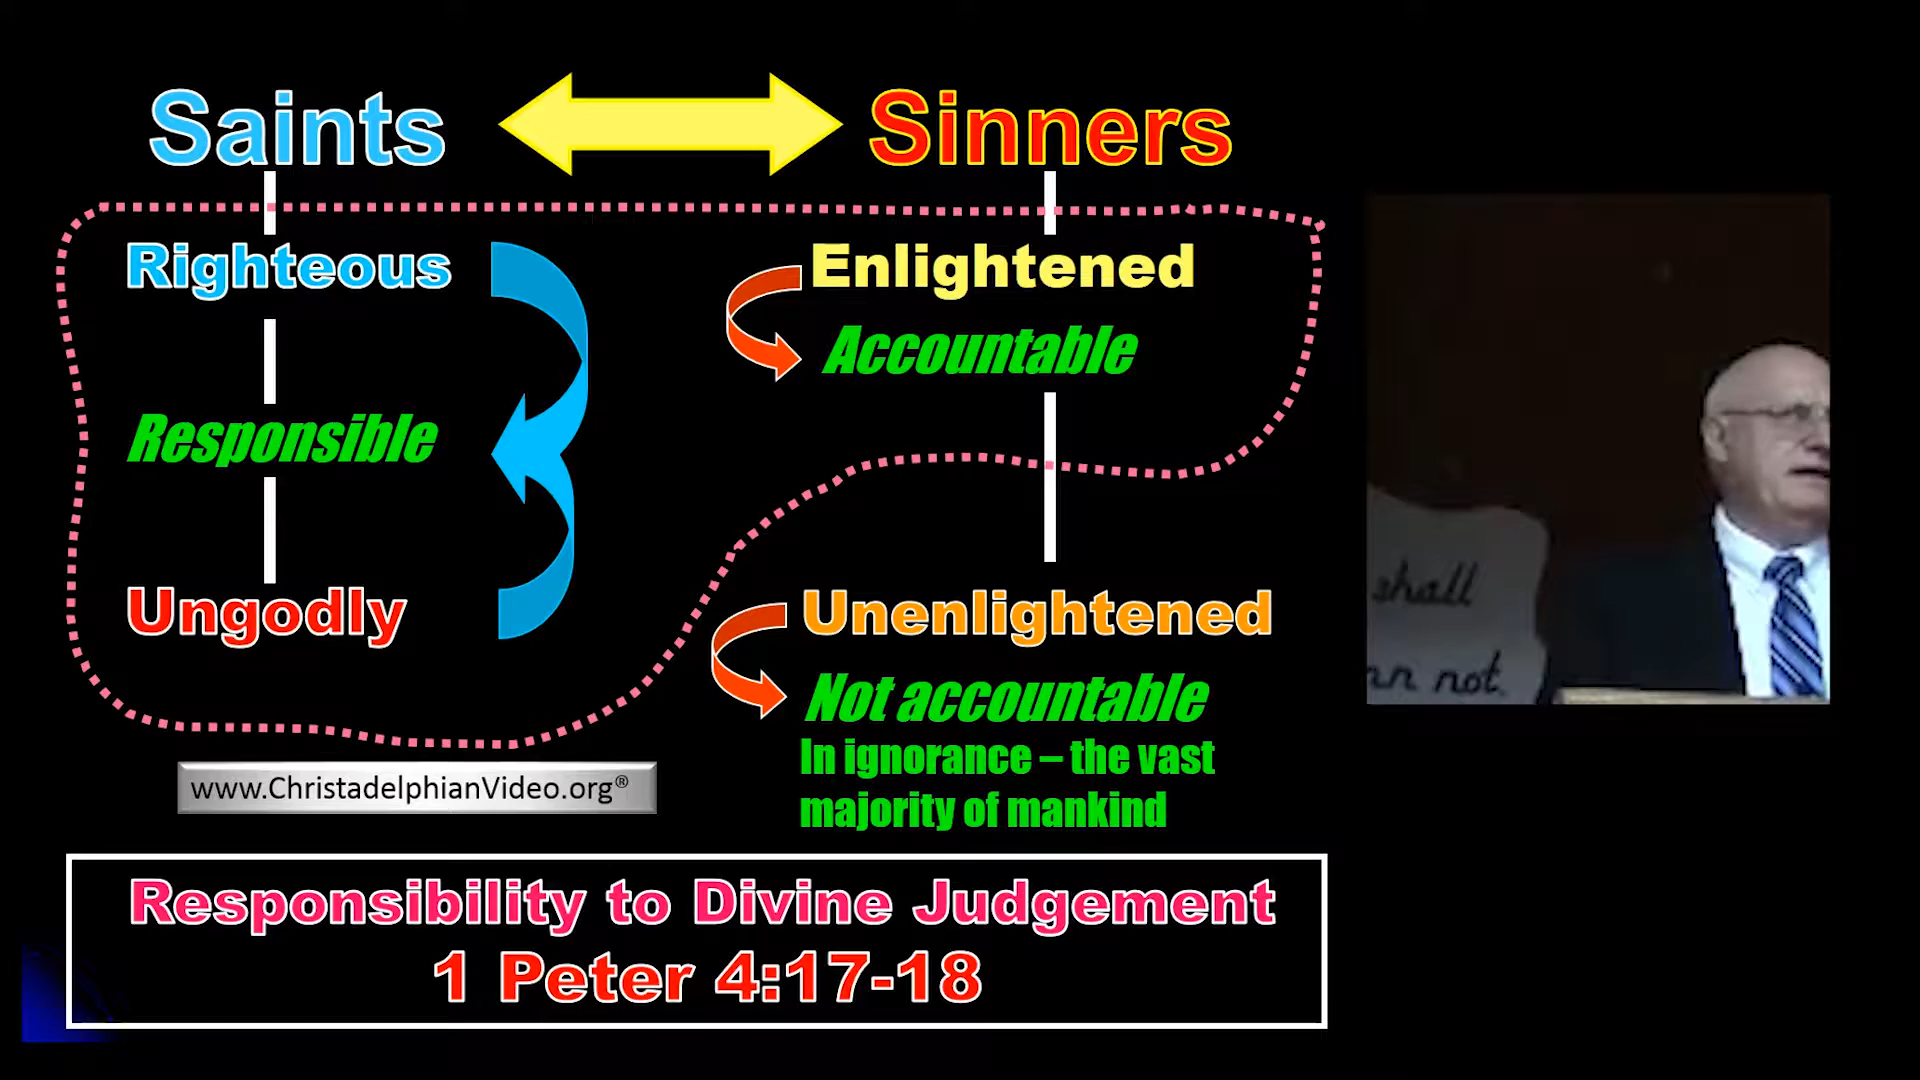 Saints
Sinners
Righteous
Enlightened
Accountable
Responsible
Ungodly
Unenlightened
Not accountable
In ignorance – the vast
majority of mankind
www.ChristadelphianVideo.org®
Responsibility to Divine Judgement
1 Peter 4:17-18
shall
not.